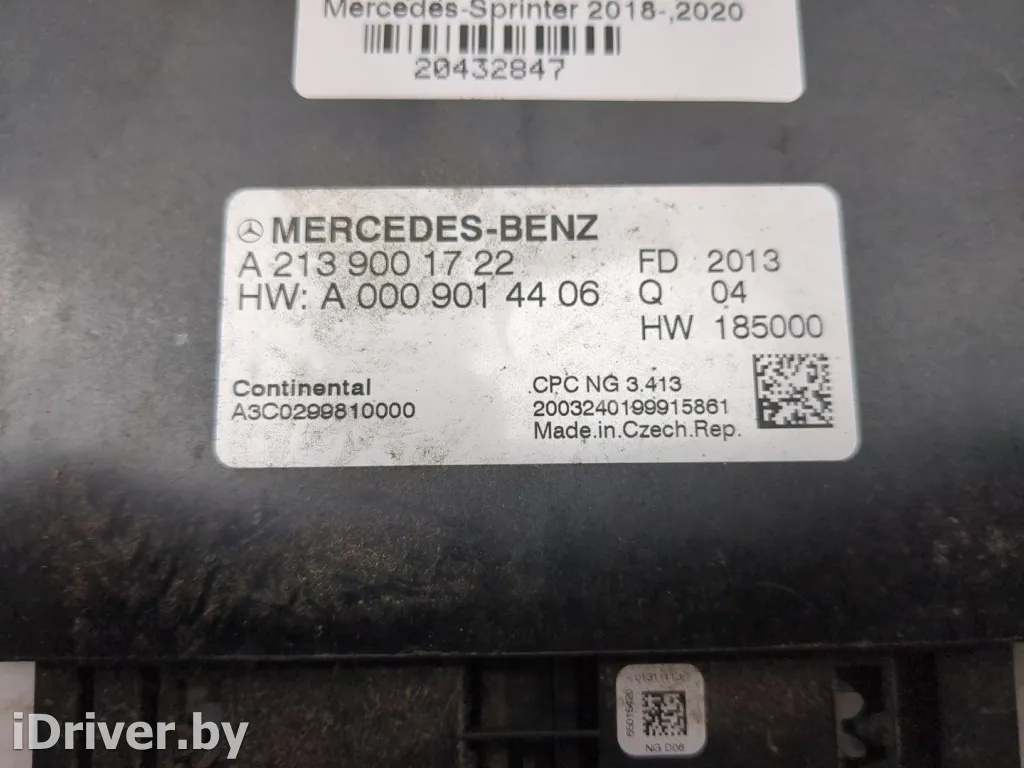 Mercedes-Sprinter 2018-,2020
20432847
MERCEDES-BENZ
A 213 900 17 22 FD 2013
HW: A 000 901 44 06 Q 04
HW 185000
Continental CPC NG 3.413
A3C0299810000 2003240199915861
Made.in.Czech.Rep.
65015420
NG D06
iDriver.by